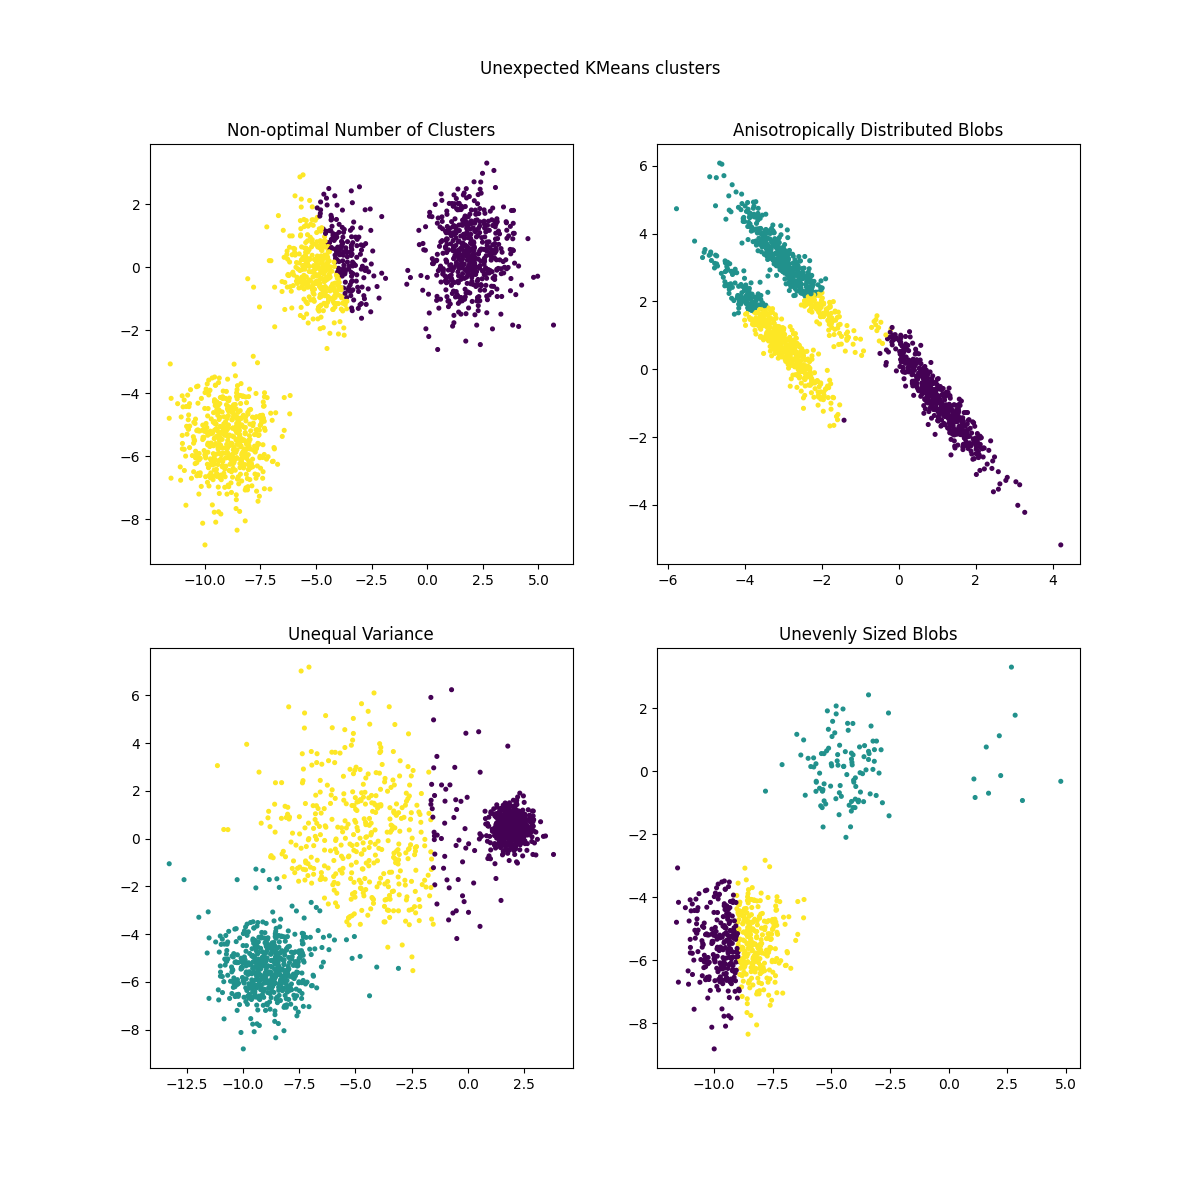 Unexpected KMeans clusters
Non-optimal Number of Clusters
Anisotropically Distributed Blobs
2
0
−2
−4
−6
−8
−10.0 −7.5 −5.0 −2.5 0.0 2.5 5.0
6
4
2
0
−2
−4
−6 −4 −2 0 2 4
Unequal Variance
Unevenly Sized Blobs
6
4
2
0
−2
−4
−6
−8
−12.5 −10.0 −7.5 −5.0 −2.5 0.0 2.5
2
0
−2
−4
−6
−8
−10.0 −7.5 −5.0 −2.5 0.0 2.5 5.0